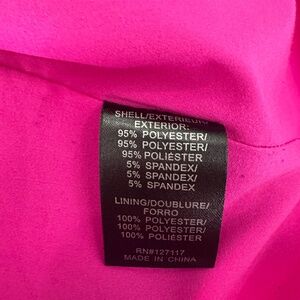 SHELL/EXTERIEUR/
EXTERIOR:
95% POLYESTER/
95% POLYESTER/
95% POLIÉSTER
5% SPANDEX/
5% SPANDEX/
5% SPANDEX
LINING/DOUBLURE/
FORRO
100% POLYESTER/
100% POLYESTER/
100% POLIÉSTER
RN#127117
MADE IN CHINA